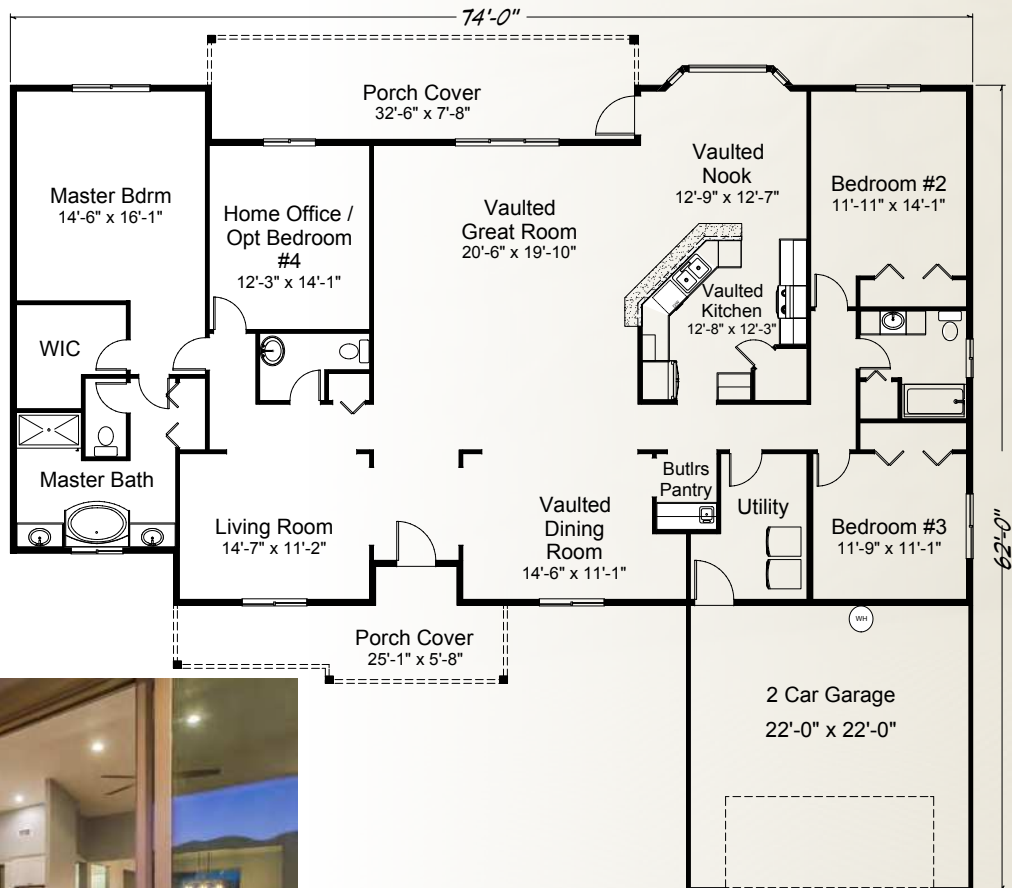 74'-0"
Porch Cover
32'-6" x 7'-8"
Master Bdrm
14'-6" x 16'-1"
Home Office /
Opt Bedroom
#4
12'-3" x 14'-1"
Vaulted
Great Room
20'-6" x 19'-10"
Vaulted
Nook
12'-9" x 12'-7"
Bedroom #2
11'-11" x 14'-1"
Vaulted
Kitchen
12'-8" x 12'-3"
WIC
Master Bath
Living Room
14'-7" x 11'-2"
Vaulted
Dining
Room
14'-6" x 11'-1"
Butlrs
Pantry
Utility
Bedroom #3
11'-9" x 11'-1"
62'-0"
Porch Cover
25'-1" x 5'-8"
WH
2 Car Garage
22'-0" x 22'-0"